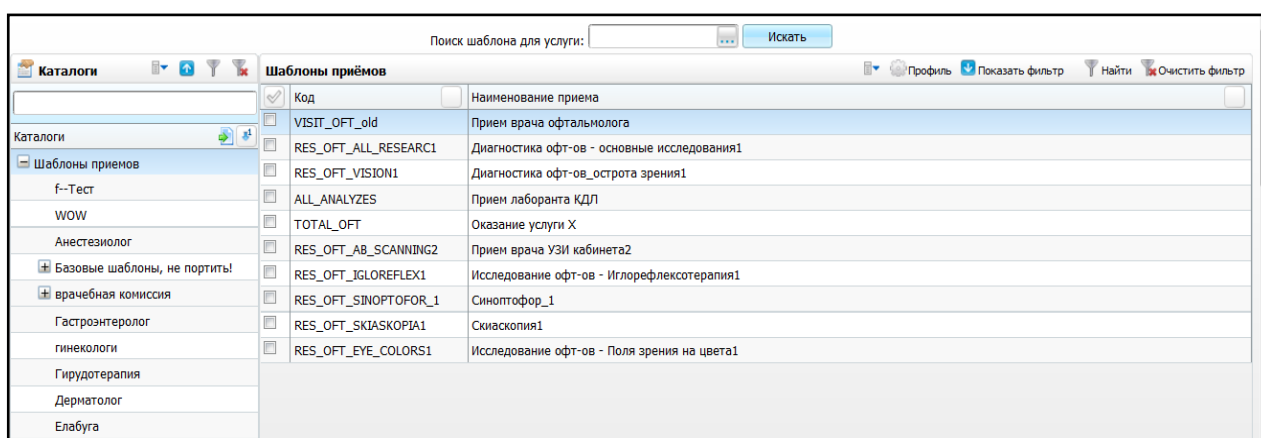 Поиск шаблона для услуги: ... Искать
Каталоги
Шаблоны приёмов Профиль Показать фильтр Найти Очистить фильтр
Код Наименование приема
Каталоги
Шаблоны приемов
f--Тест
WOW
Анестезиолог
Базовые шаблоны, не портить!
врачебная комиссия
Гастроэнтеролог
гинекологи
Гирудотерапия
Дерматолог
Елабуга
VISIT_OFT_old Прием врача офтальмолога
RES_OFT_ALL_RESEARC1 Диагностика офт-ов - основные исследования1
RES_OFT_VISION1 Диагностика офт-ов_острота зрения1
ALL_ANALYZES Прием лаборанта КДЛ
TOTAL_OFT Оказание услуги X
RES_OFT_AB_SCANNING2 Прием врача УЗИ кабинета2
RES_OFT_IGLOREFLEX1 Исследование офт-ов - Иглорефлексотерапия1
RES_OFT_SINOPTOFOR_1 Синоптофор_1
RES_OFT_SKIASKOPIA1 Скиаскопия1
RES_OFT_EYE_COLORS1 Исследование офт-ов - Поля зрения на цвета1